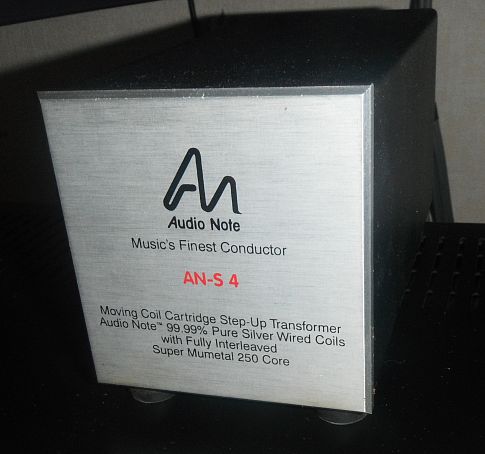 Audio Note
Music's Finest Conductor
AN-S 4
Moving Coil Cartridge Step-Up Transformer
Audio Note™ 99.99% Pure Silver Wired Coils
with Fully Interleaved
Super Mumetal 250 Core